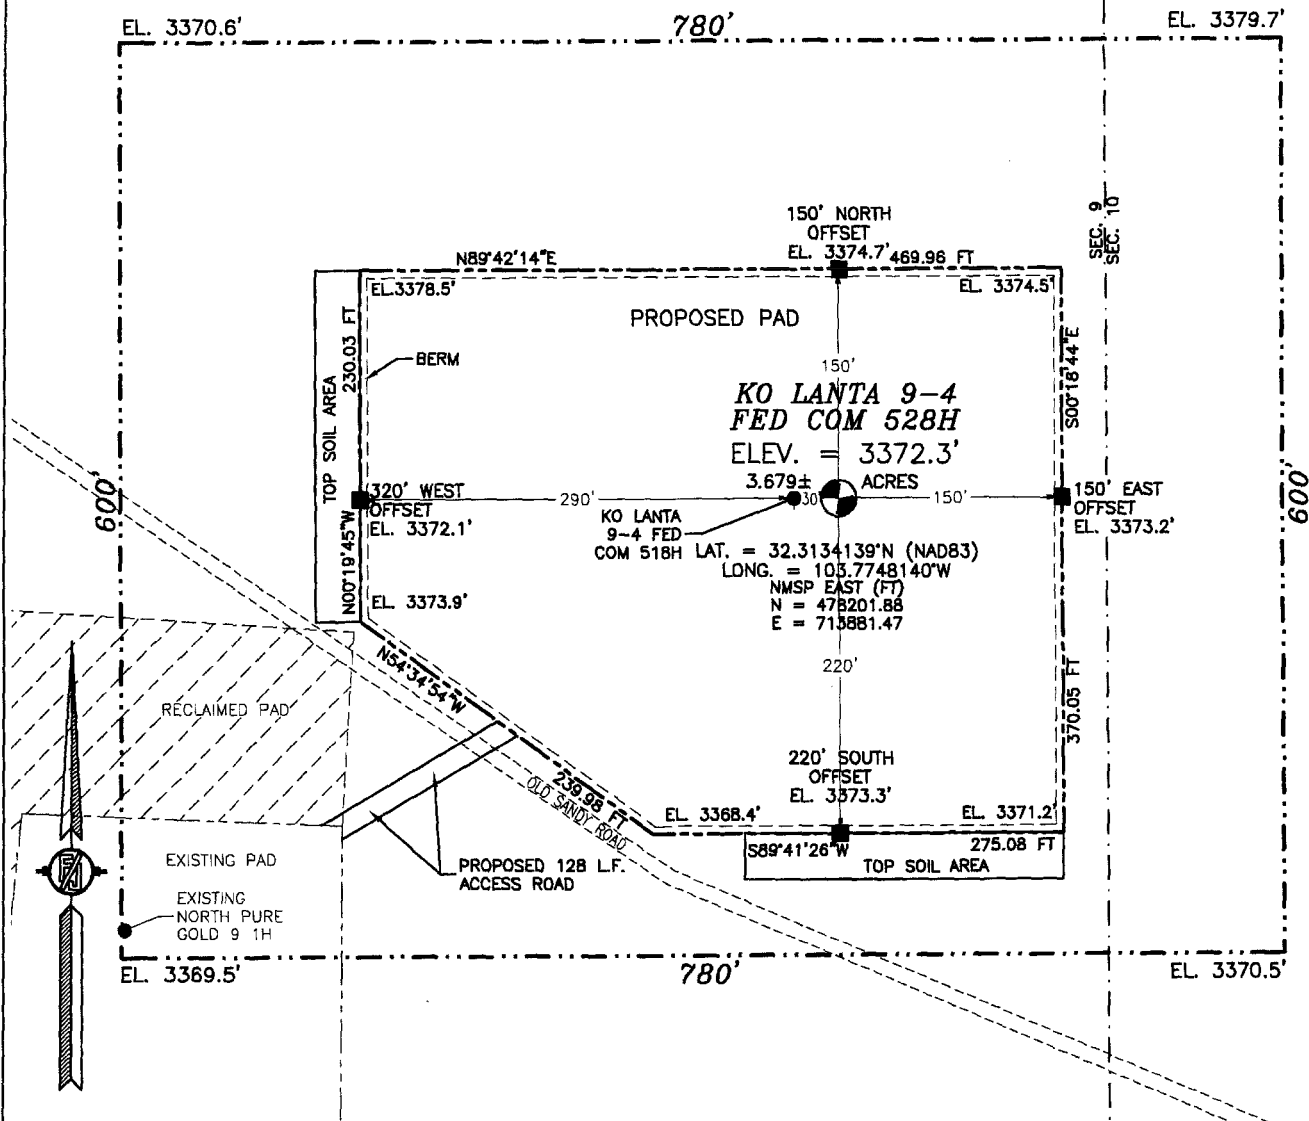 EL. 3370.6'
780'
EL. 3379.7'
150' NORTH
OFFSET
EL. 3374.7'
SEC. 9
SEC. 10
N89°42'14"E
469.96 FT
EL.3378.5'
EL. 3374.5'
PROPOSED PAD
230.03 FT
BERM
TOP SOIL AREA
150'
S00°18'44"E
KO LANTA 9-4
FED COM 528H
ELEV. = 3372.3'
3.679± ACRES
600'
320' WEST
OFFSET
EL. 3372.1'
290'
30'
150'
150' EAST
OFFSET
EL. 3373.2'
600'
KO LANTA
9-4 FED
COM 518H
LAT. = 32.3134139°N (NAD83)
LONG. = 103.7748140°W
NMSP EAST (FT)
N = 478201.88
E = 713881.47
N00°19'45"W
EL. 3373.9'
N54°34'54"W
220'
370.05 FT
RECLAIMED PAD
220' SOUTH
OFFSET
EL. 3373.3'
239.98 FT
OLD SANDY ROAD
EL. 3368.4'
EL. 3371.2'
S89°41'26"W
275.08 FT
TOP SOIL AREA
EXISTING PAD
PROPOSED 128 L.F.
ACCESS ROAD
EXISTING
NORTH PURE
GOLD 9 1H
EL. 3369.5'
780'
EL. 3370.5'